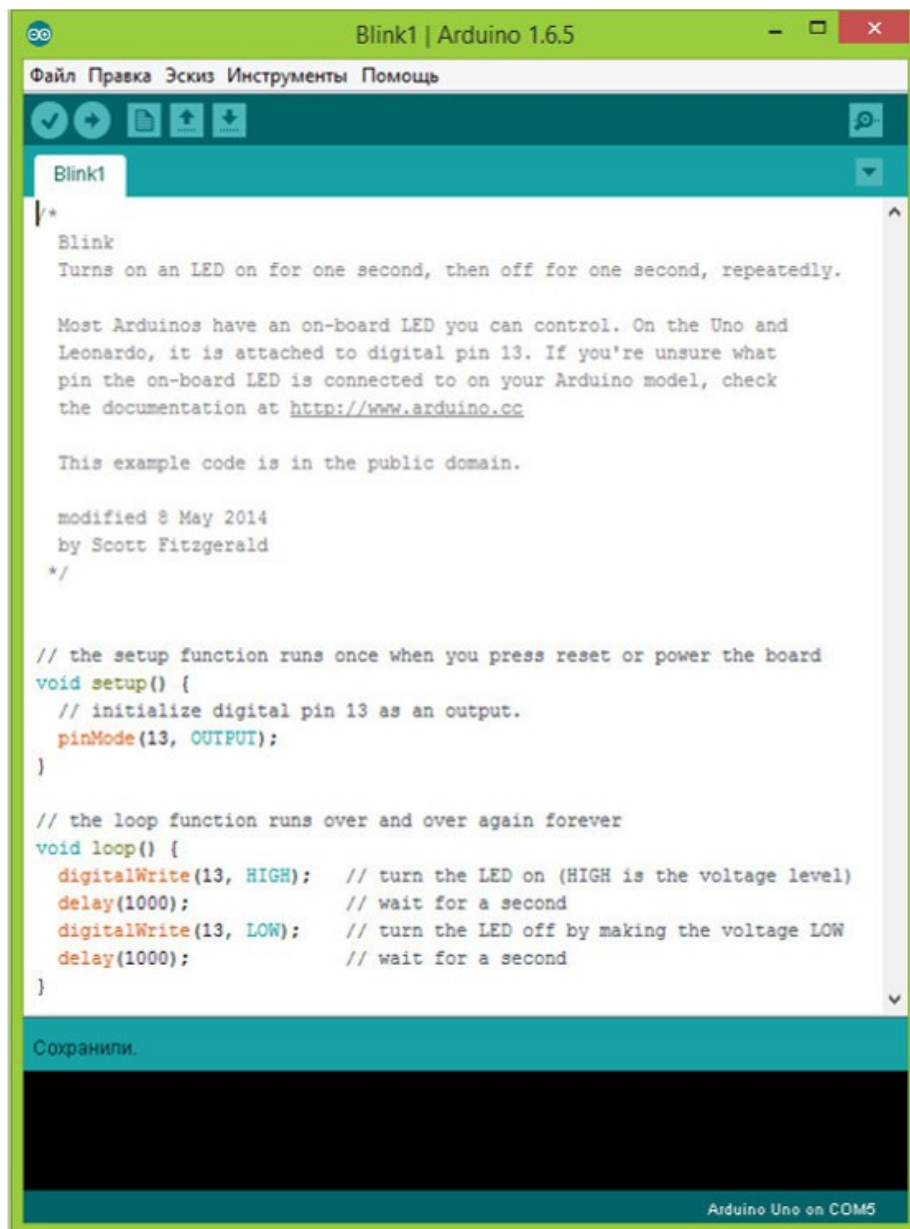 Blink1 | Arduino 1.6.5
Файл Правка Эскиз Инструменты Помощь
Blink1
/*
  Blink
  Turns on an LED on for one second, then off for one second, repeatedly.

  Most Arduinos have an on-board LED you can control. On the Uno and
  Leonardo, it is attached to digital pin 13. If you're unsure what
  pin the on-board LED is connected to on your Arduino model, check
  the documentation at http://www.arduino.cc

  This example code is in the public domain.

  modified 8 May 2014
  by Scott Fitzgerald
 */

// the setup function runs once when you press reset or power the board
void setup() {
  // initialize digital pin 13 as an output.
  pinMode(13, OUTPUT);
}

// the loop function runs over and over again forever
void loop() {
  digitalWrite(13, HIGH);   // turn the LED on (HIGH is the voltage level)
  delay(1000);              // wait for a second
  digitalWrite(13, LOW);    // turn the LED off by making the voltage LOW
  delay(1000);              // wait for a second
}
Сохранили.
Arduino Uno on COM5